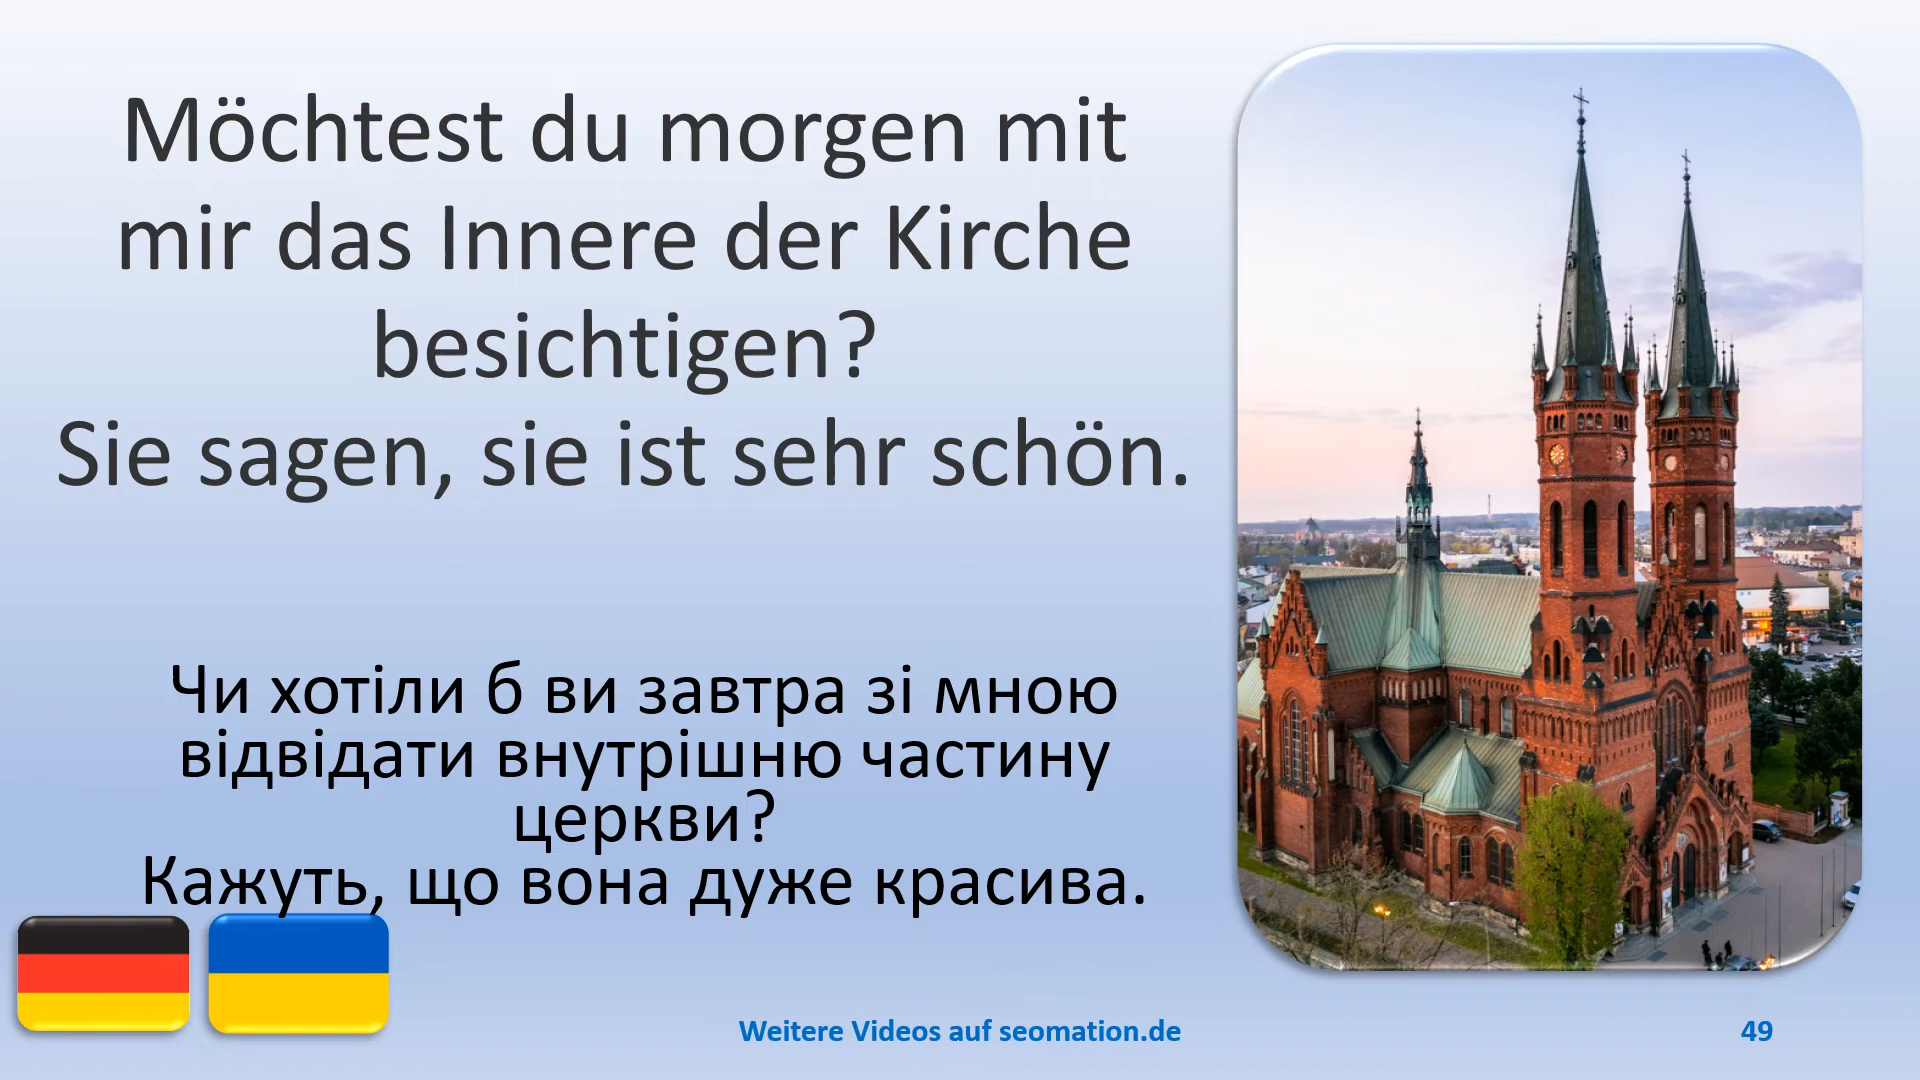 Möchtest du morgen mit
mir das Innere der Kirche
besichtigen?
Sie sagen, sie ist sehr schön.
Чи хотіли б ви завтра зі мною
відвідати внутрішню частину
церкви?
Кажуть, що вона дуже красива.
Weitere Videos auf seomation.de
49